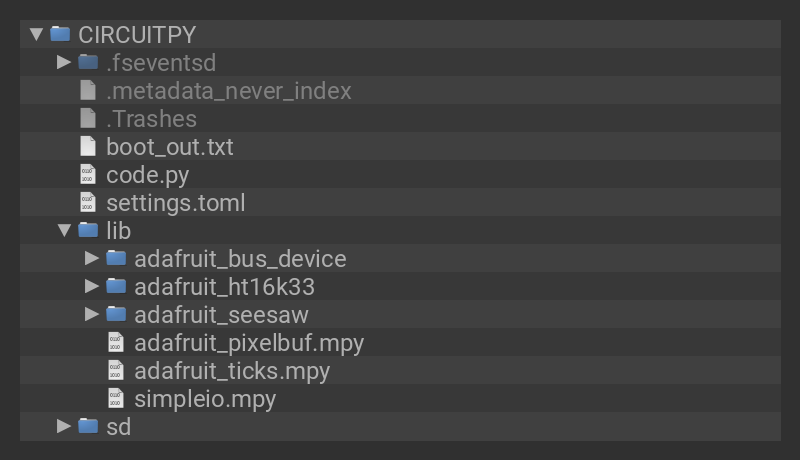 CIRCUITPY
.fseventsd
.metadata_never_index
.Trashes
boot_out.txt
code.py
settings.toml
lib
adafruit_bus_device
adafruit_ht16k33
adafruit_seesaw
adafruit_pixelbuf.mpy
adafruit_ticks.mpy
simpleio.mpy
sd